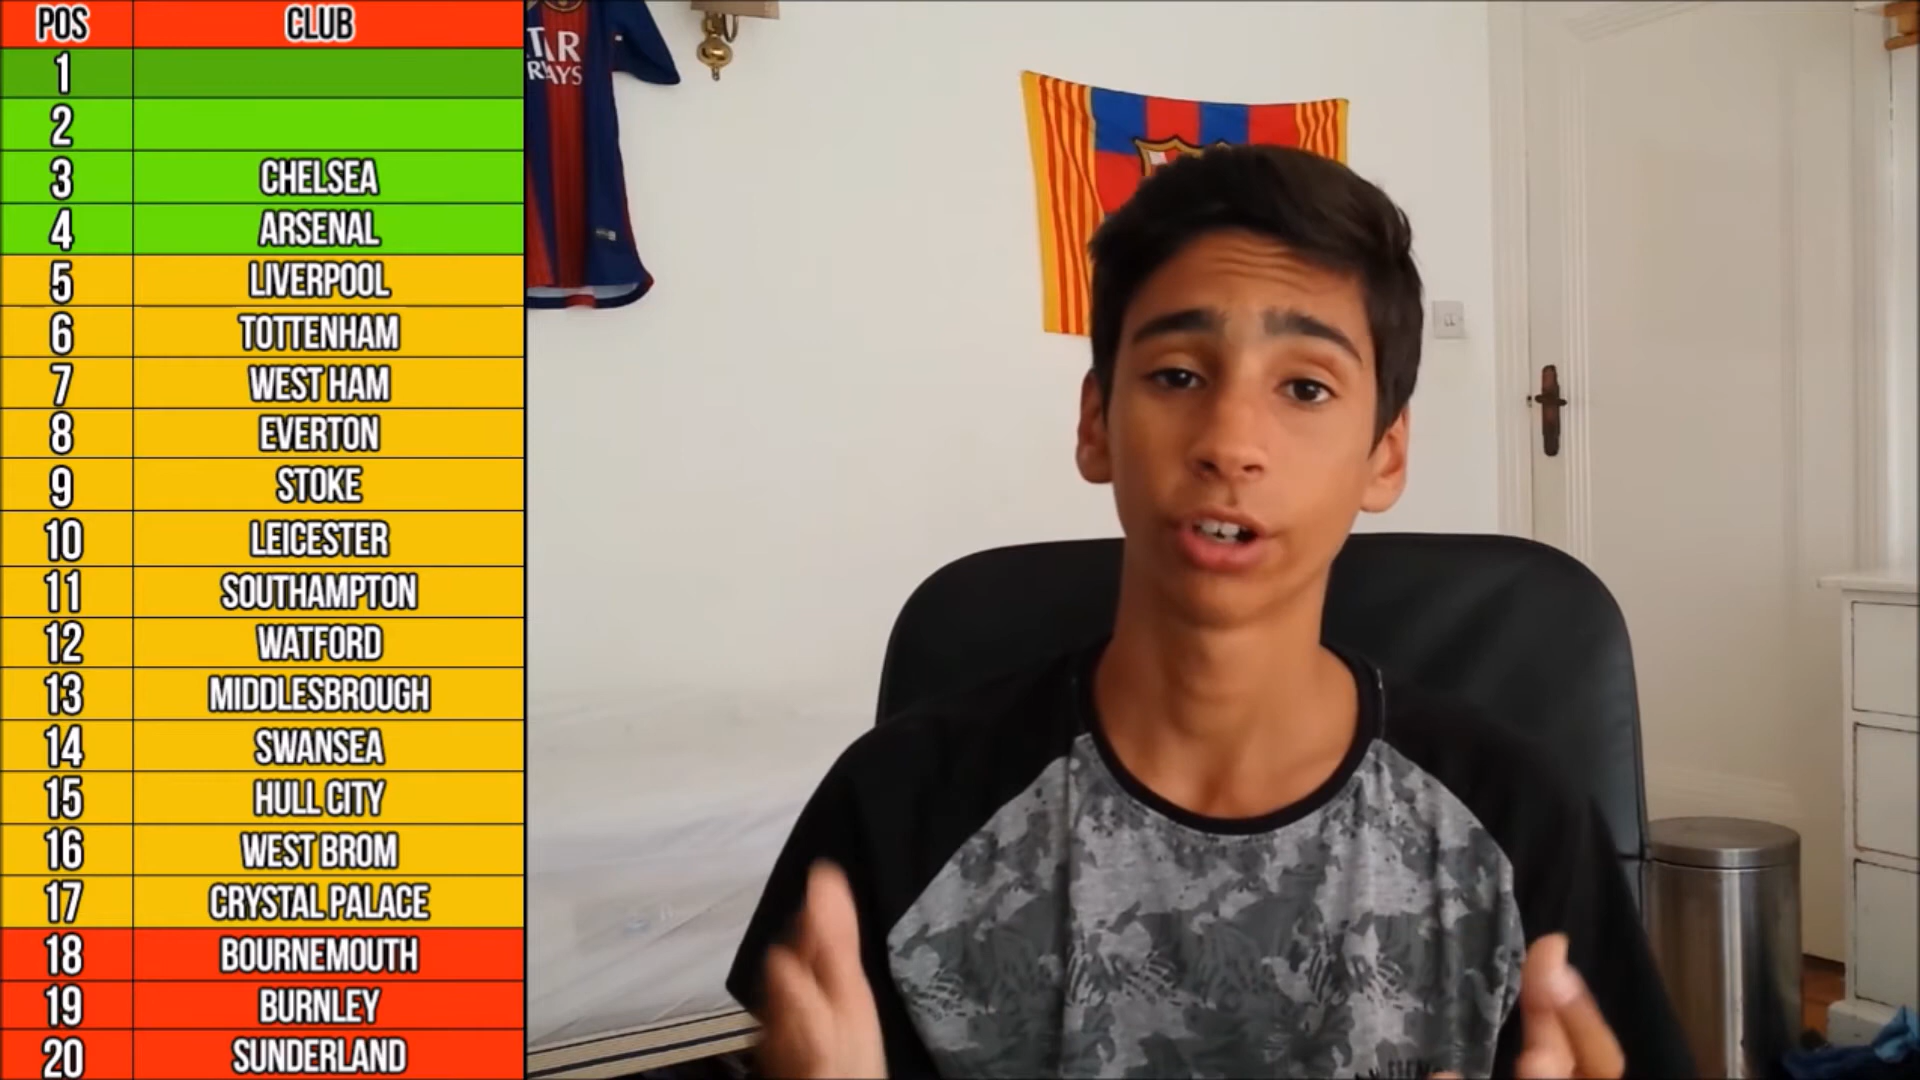 POS CLUB
1
2
3 CHELSEA
4 ARSENAL
5 LIVERPOOL
6 TOTTENHAM
7 WEST HAM
8 EVERTON
9 STOKE
10 LEICESTER
11 SOUTHAMPTON
12 WATFORD
13 MIDDLESBROUGH
14 SWANSEA
15 HULL CITY
16 WEST BROM
17 CRYSTAL PALACE
18 BOURNEMOUTH
19 BURNLEY
20 SUNDERLAND